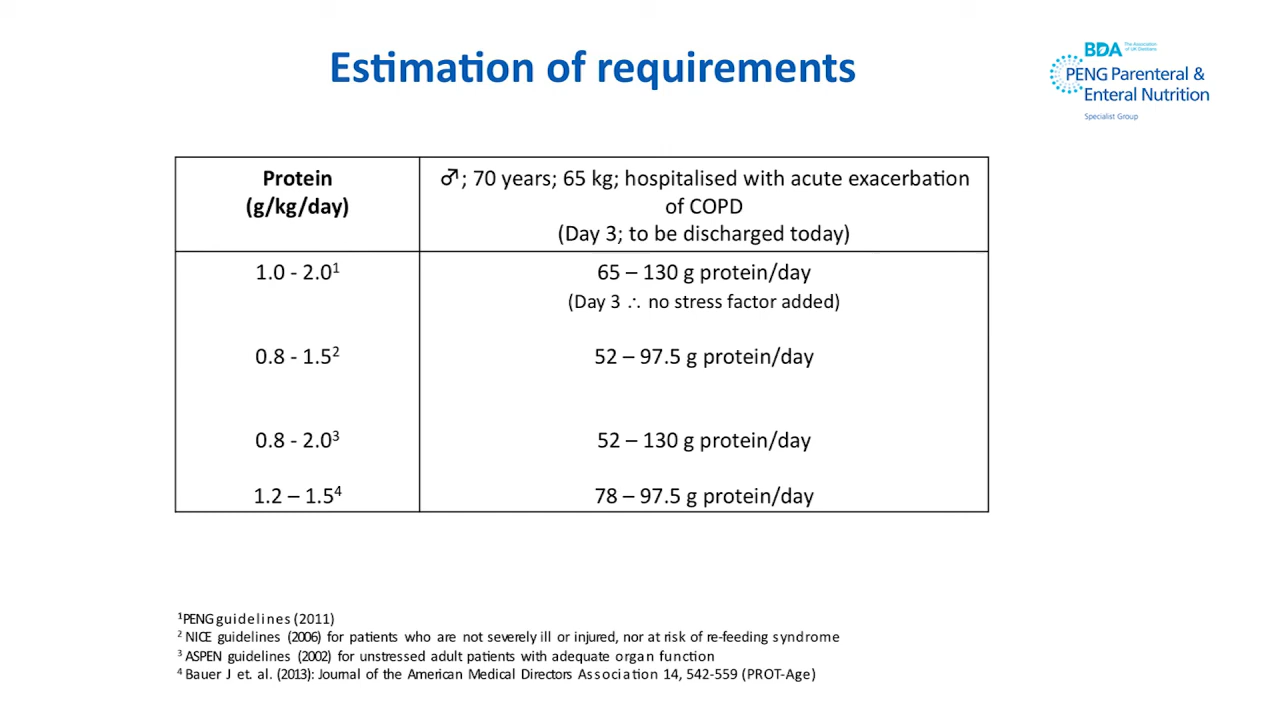 Estimation of requirements
BDA The Association of UK Dietitians
PENG Parenteral &
Enteral Nutrition
Specialist Group
Protein
(g/kg/day)
♂; 70 years; 65 kg; hospitalised with acute exacerbation
of COPD
(Day 3; to be discharged today)
1.0 - 2.0¹
65 – 130 g protein/day
(Day 3 ∴ no stress factor added)
0.8 - 1.5²
52 – 97.5 g protein/day
0.8 - 2.0³
52 – 130 g protein/day
1.2 – 1.5⁴
78 – 97.5 g protein/day
¹PENG guidelines (2011)
² NICE guidelines (2006) for patients who are not severely ill or injured, nor at risk of re-feeding syndrome
³ ASPEN guidelines (2002) for unstressed adult patients with adequate organ function
⁴ Bauer J et. al. (2013): Journal of the American Medical Directors Association 14, 542-559 (PROT-Age)